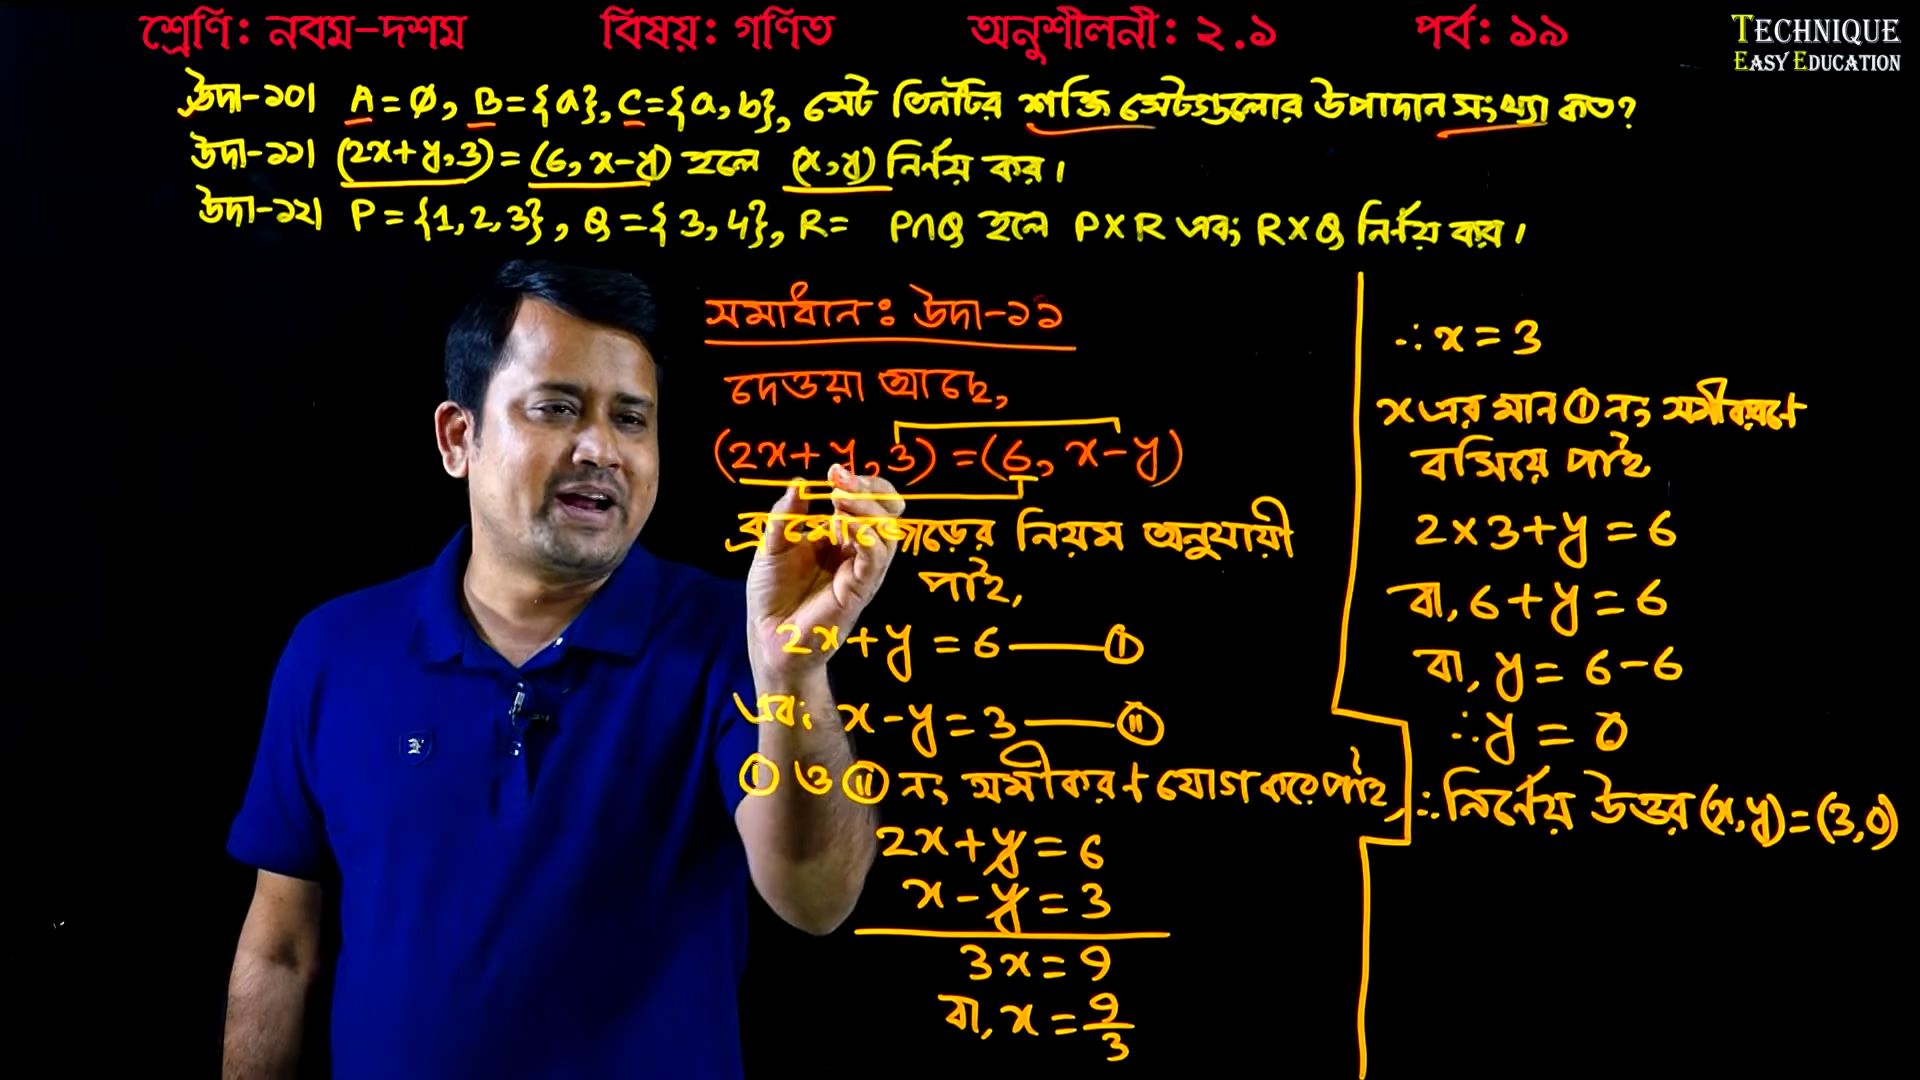 শ্রেণি: নবম-দশম বিষয়: গণিত অনুশীলনী: ২.১ পর্ব: ১৯
TECHNIQUE
EASY EDUCATION
উদা-১০। A = ∅, B = {a}, C = {a, b}, সেট তিনটির শক্তি সেটগুলোর উপাদান সংখ্যা কত?
উদা-১১। (2x+y, 3) = (6, x-y) হলে (x, y) নির্ণয় কর।
উদা-১২। P = {1, 2, 3}, Q = {3, 4}, R = P∩Q হলে P×R এবং R×Q নির্ণয় কর।
সমাধান: উদা-১১
দেওয়া আছে,
(2x+y, 3) = (6, x-y)
ক্রমোজোড়ের নিয়ম অনুযায়ী
পাই,
2x+y = 6 — (i)
এবং x-y = 3 — (ii)
(i) ও (ii) নং সমীকরণ যোগ করে পাই,
2x+y = 6
x-y = 3
3x = 9
বা, x = 9/3
∴ x = 3
x এর মান (i) নং সমীকরণে
বসিয়ে পাই
2×3+y = 6
বা, 6+y = 6
বা, y = 6-6
∴ y = 0
∴ নির্ণেয় উত্তর (x, y) = (3, 0)